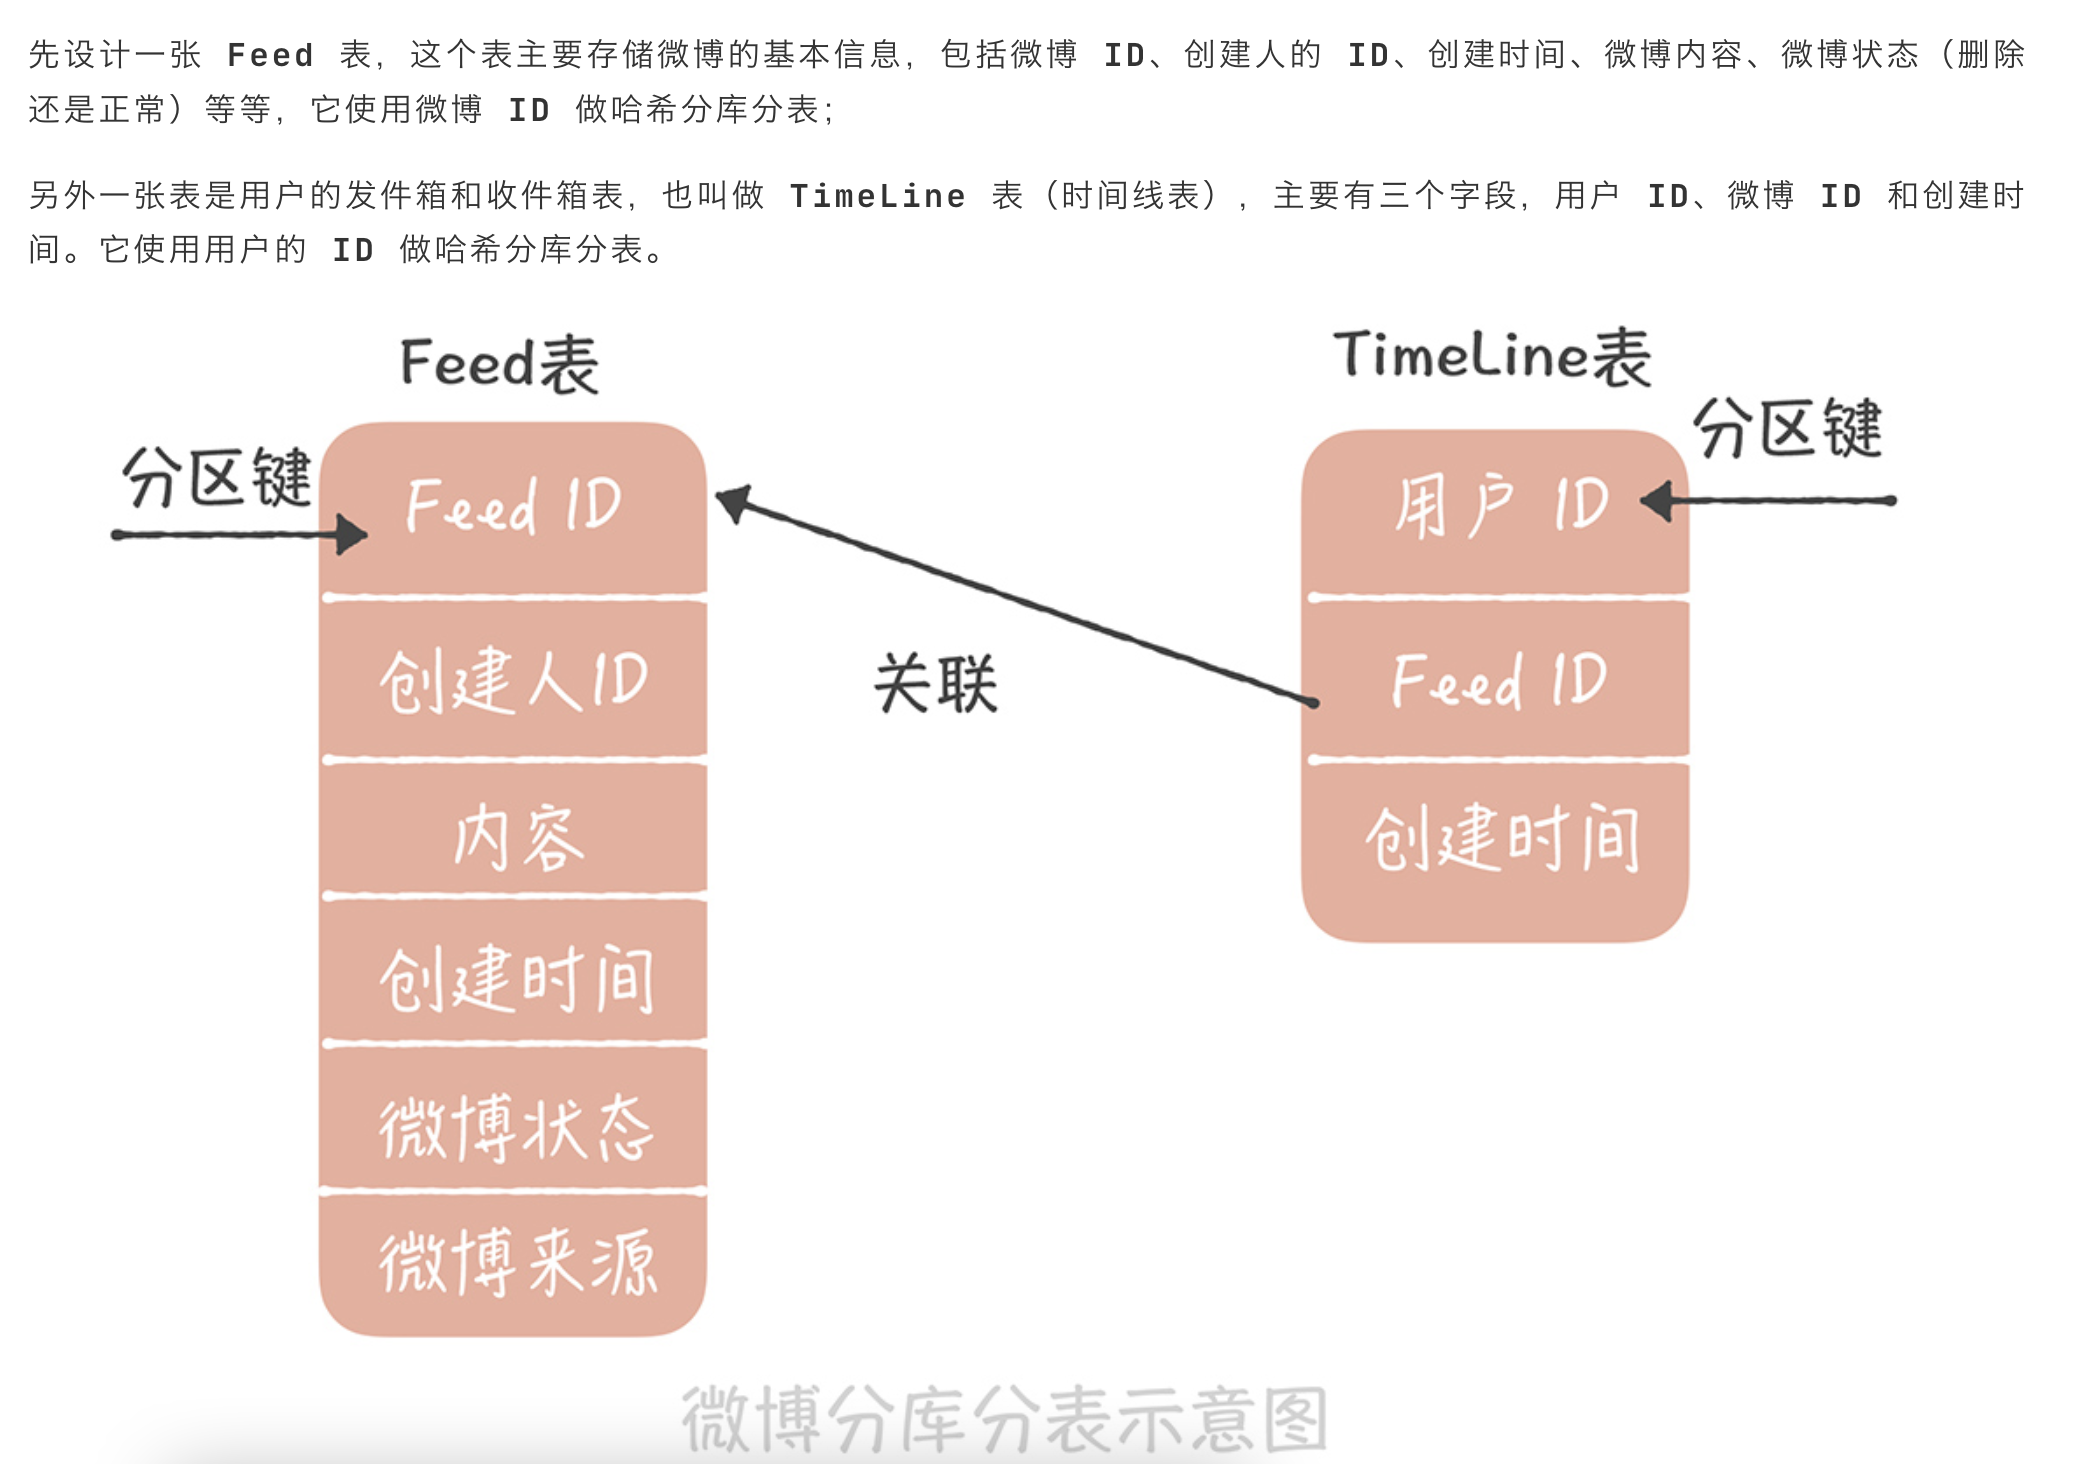 先设计一张 Feed 表，这个表主要存储微博的基本信息，包括微博 ID、创建人的 ID、创建时间、微博内容、微博状态（删除
还是正常）等等，它使用微博 ID 做哈希分库分表；
另外一张表是用户的发件箱和收件箱表，也叫做 TimeLine 表（时间线表），主要有三个字段，用户 ID、微博 ID 和创建时
间。它使用用户的 ID 做哈希分库分表。
Feed表
分区键
Feed ID
创建人ID
内容
创建时间
微博状态
微博来源
关联
TimeLine表
分区键
用户 ID
Feed ID
创建时间
微博分库分表示意图